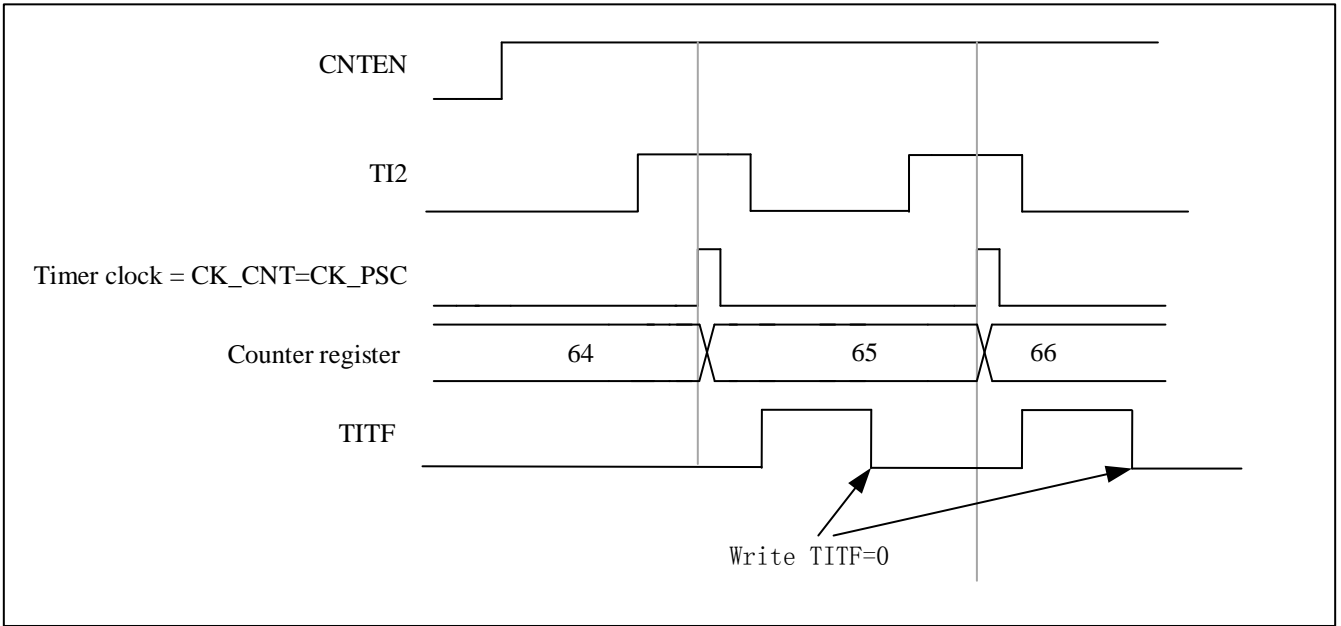 CNTEN
TI2
Timer clock = CK_CNT=CK_PSC
Counter register
64
65
66
TITF
Write TITF=0